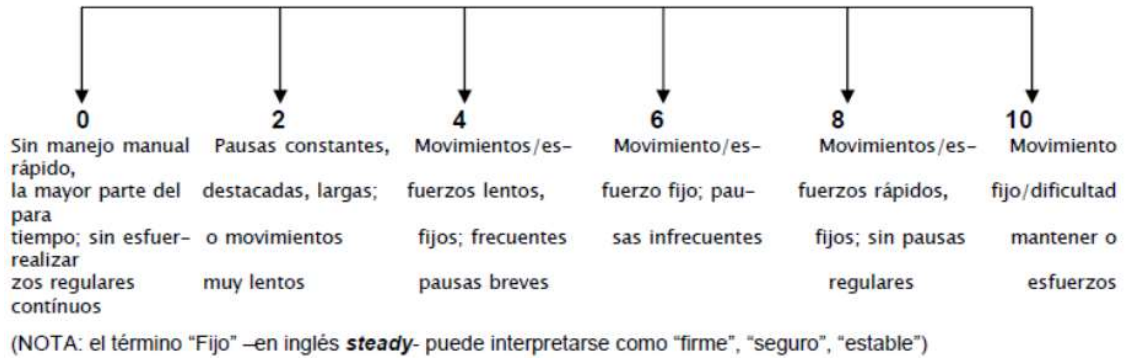 0 2 4 6 8 10
Sin manejo manual Pausas constantes, Movimientos/es- Movimiento/es- Movimientos/es- Movimiento
rápido,
la mayor parte del destacadas, largas; fuerzos lentos, fuerzo fijo; pau- fuerzos rápidos, fijo/dificultad
para
tiempo; sin esfuer- o movimientos fijos; frecuentes sas infrecuentes fijos; sin pausas mantener o
realizar
zos regulares muy lentos pausas breves regulares esfuerzos
contínuos
(NOTA: el término “Fijo” –en inglés steady- puede interpretarse como “firme”, “seguro”, “estable”)